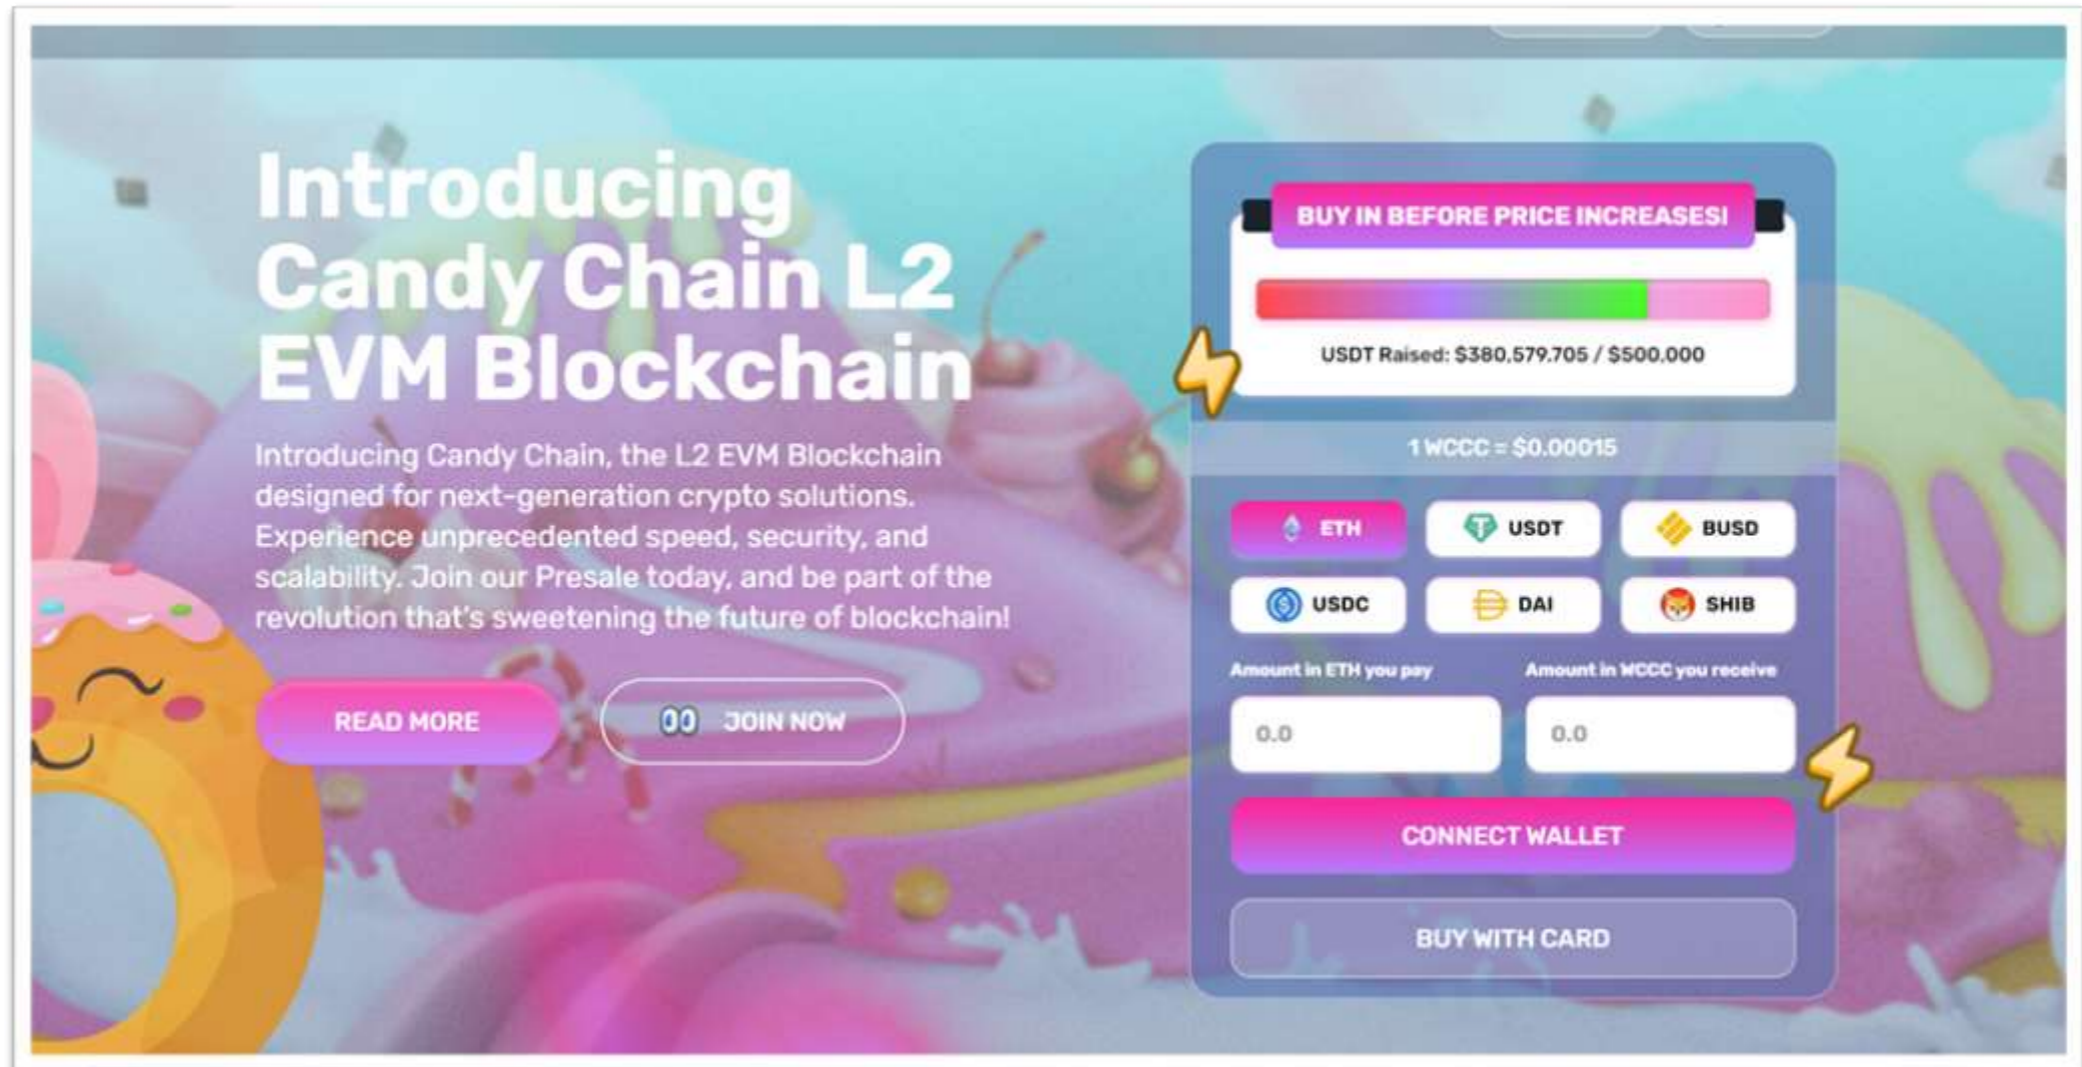 Introducing
Candy Chain L2
EVM Blockchain
Introducing Candy Chain, the L2 EVM Blockchain
designed for next-generation crypto solutions.
Experience unprecedented speed, security, and
scalability. Join our Presale today, and be part of the
revolution that's sweetening the future of blockchain!
READ MORE
JOIN NOW
BUY IN BEFORE PRICE INCREASES!
USDT Raised: $380,579.705 / $500,000
1 WCCC = $0.00015
ETH
USDT
BUSD
USDC
DAI
SHIB
Amount in ETH you pay
Amount in WCCC you receive
0.0
0.0
CONNECT WALLET
BUY WITH CARD